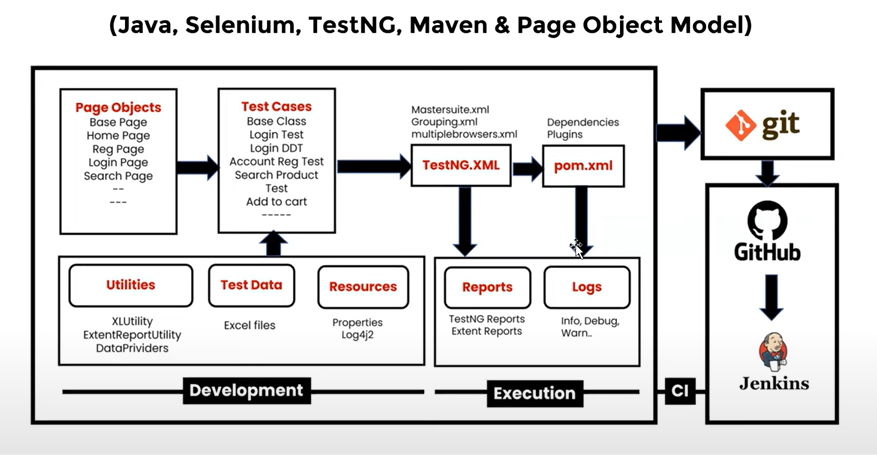 (Java, Selenium, TestNG, Maven & Page Object Model)
Page Objects
Base Page
Home Page
Reg Page
Login Page
Search Page
--
---
Test Cases
Base Class
Login Test
Login DDT
Account Reg Test
Search Product
Test
Add to cart
-----
Mastersuite.xml
Grouping.xml
multiplebrowsers.xml
TestNG.XML
Dependencies
Plugins
pom.xml
git
GitHub
Jenkins
Utilities
XLUtility
ExtentReportUtility
DataProviders
Test Data
Excel files
Resources
Properties
Log4j2
Reports
TestNG Reports
Extent Reports
Logs
Info, Debug,
Warn..
Development
Execution
CI